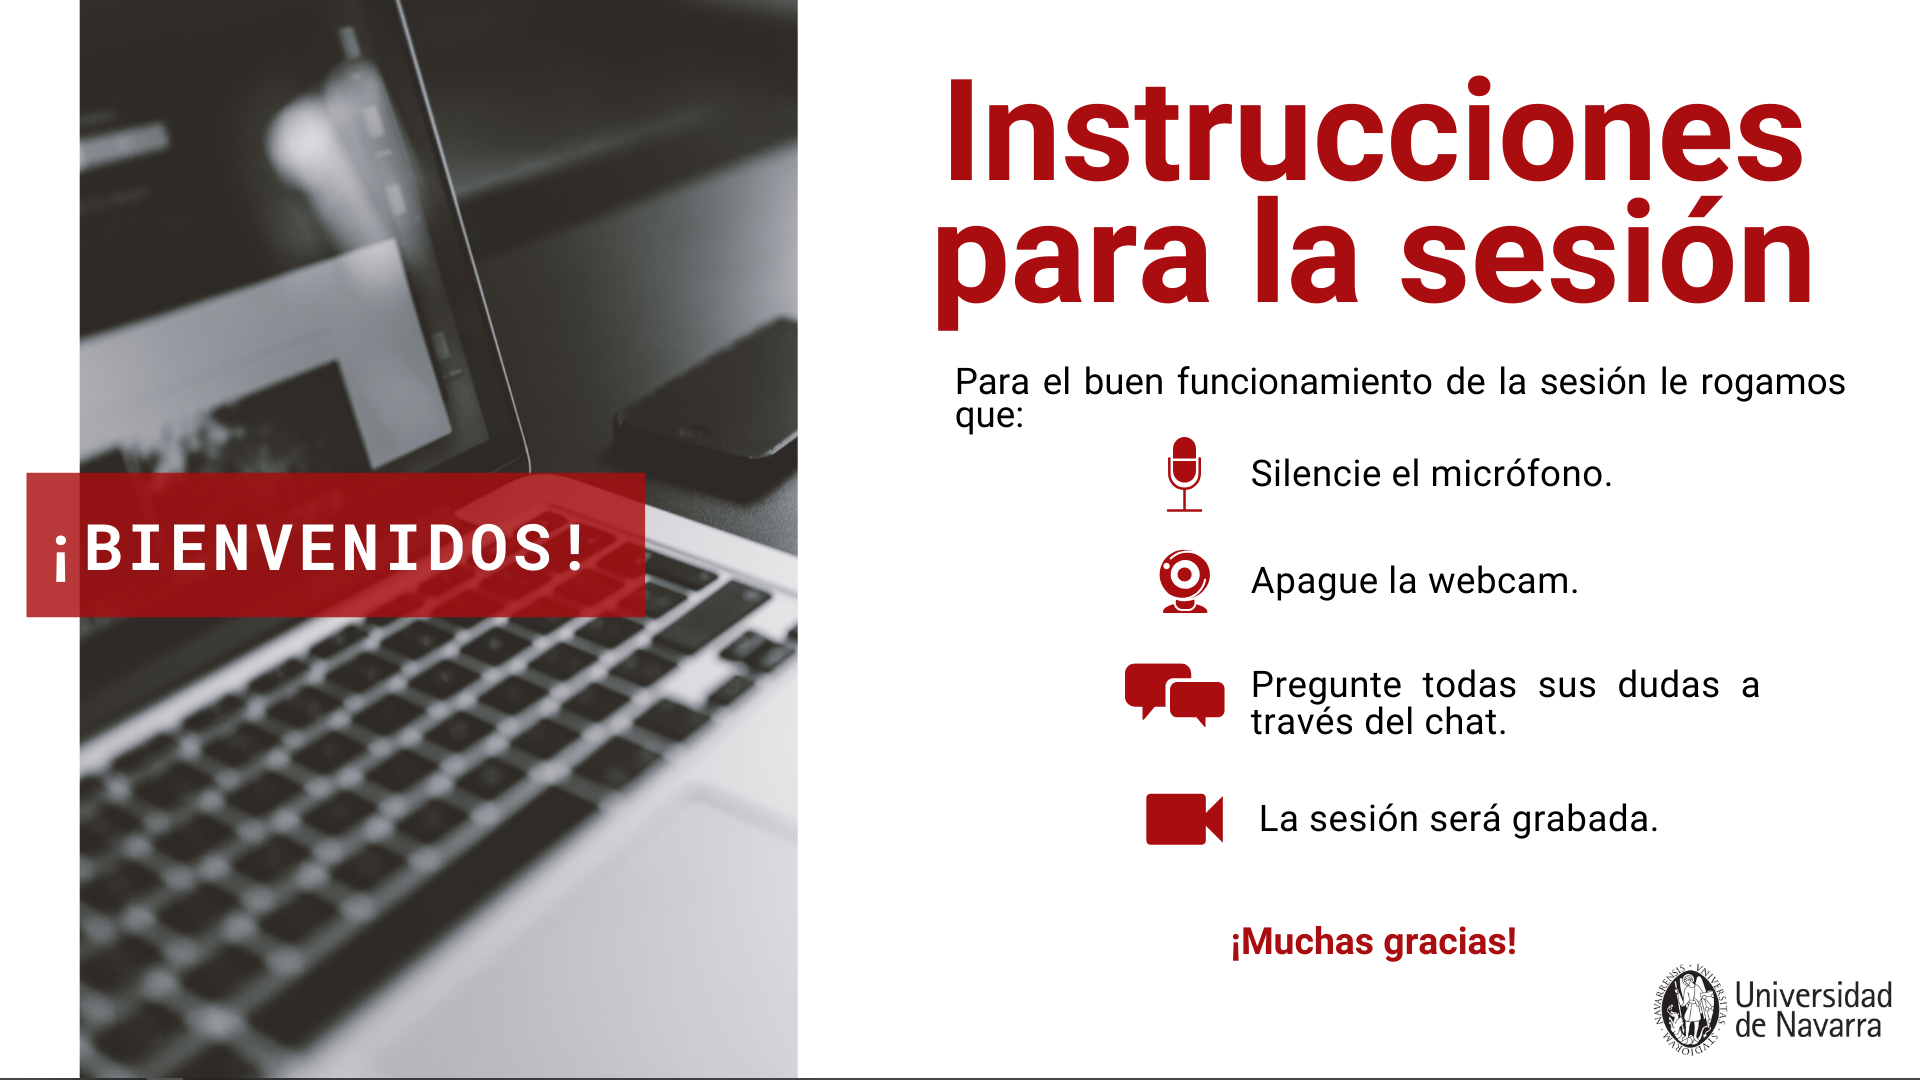 ¡BIENVENIDOS!
Instrucciones
para la sesión
Para el buen funcionamiento de la sesión le rogamos
que:
Silencie el micrófono.
Apague la webcam.
Pregunte todas sus dudas a
través del chat.
La sesión será grabada.
¡Muchas gracias!
Universidad
de Navarra